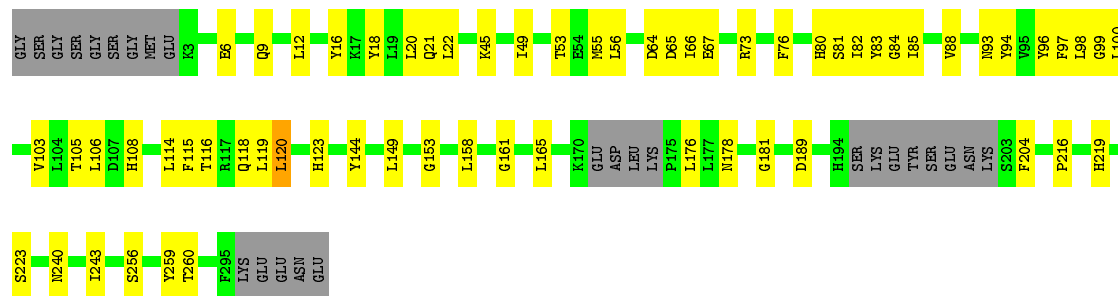 GLY SER GLY SER GLY SER GLY MET GLU K3 E6 Q9 L12 Y16 K17 Y18 L19 L20 Q21 L22 K45 I49 T53 E54 M55 L56 D64 D65 I66 E67 R73 F76 H80 S81 I82 Y83 G84 I85 V88 N93 Y94 V95 Y96 F97 L98 G99 L100
V103 L104 T105 L106 D107 H108 L114 F115 T116 R117 Q118 L119 L120 H123 Y144 L149 G153 L158 G161 L165 K170 GLU ASP LEU LYS P175 L176 L177 N178 G181 D189 H194 SER LYS GLU TYR SER GLU ASN LYS S203 F204 P216 H219
S223 N240 I243 S256 Y259 T260 F295 LYS GLU GLU ASN GLU